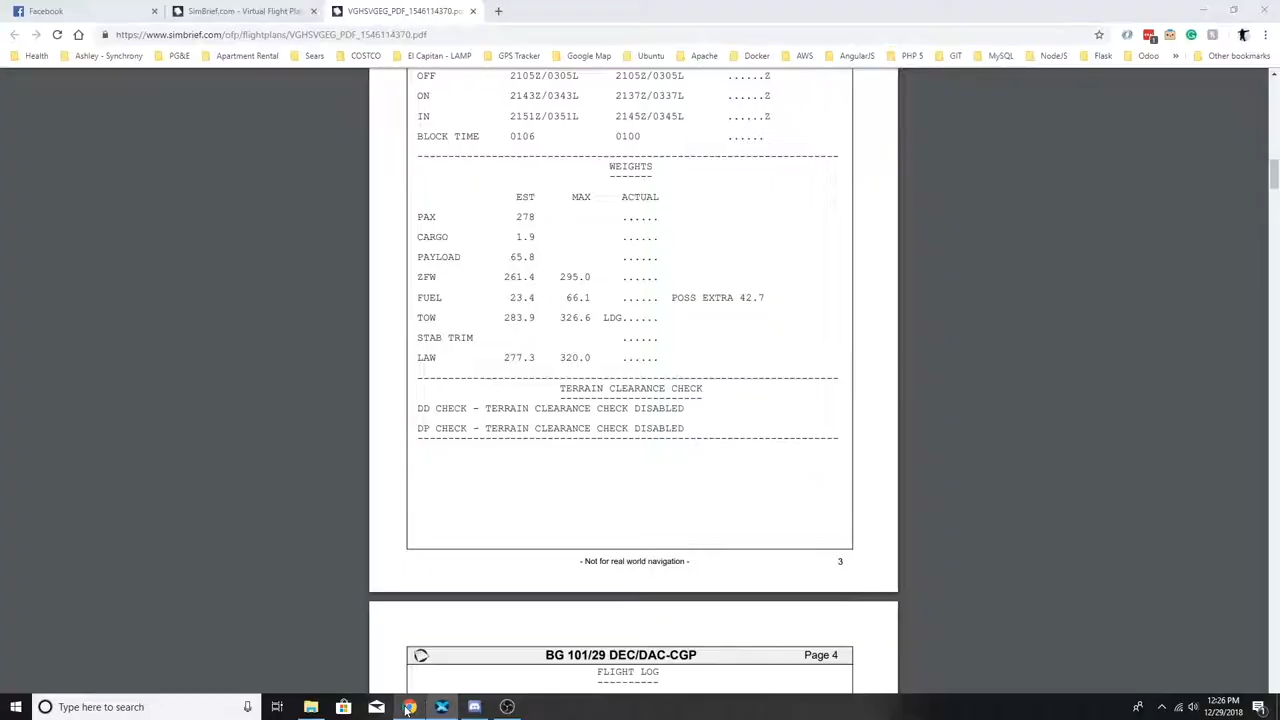 Facebook
SimBrief.com - Virtual Flight Plan
VGHSVGEG_PDF_1546114370.pd
https://www.simbrief.com/ofp/flightplans/VGHSVGEG_PDF_1546114370.pdf
Health Ashley - Synchrony PG&E Apartment Rental Sears COSTCO El Capitan - LAMP GPS Tracker Google Map Ubuntu Apache Docker AWS AngularJS PHP 5 GIT MySQL NodeJS Flask Odoo » Other bookmarks
OFF 2105Z/0305L 2105Z/0305L ......Z
ON 2143Z/0343L 2137Z/0337L ......Z
IN 2151Z/0351L 2145Z/0345L ......Z
BLOCK TIME 0106 0100 ......
WEIGHTS
EST MAX ACTUAL
PAX 278 ......
CARGO 1.9 ......
PAYLOAD 65.8 ......
ZFW 261.4 295.0 ......
FUEL 23.4 66.1 ...... POSS EXTRA 42.7
TOW 283.9 326.6 LDG......
STAB TRIM ......
LAW 277.3 320.0 ......
TERRAIN CLEARANCE CHECK
DD CHECK - TERRAIN CLEARANCE CHECK DISABLED
DP CHECK - TERRAIN CLEARANCE CHECK DISABLED
- Not for real world navigation - 3
BG 101/29 DEC/DAC-CGP Page 4
FLIGHT LOG
Type here to search
12:26 PM
12/29/2018